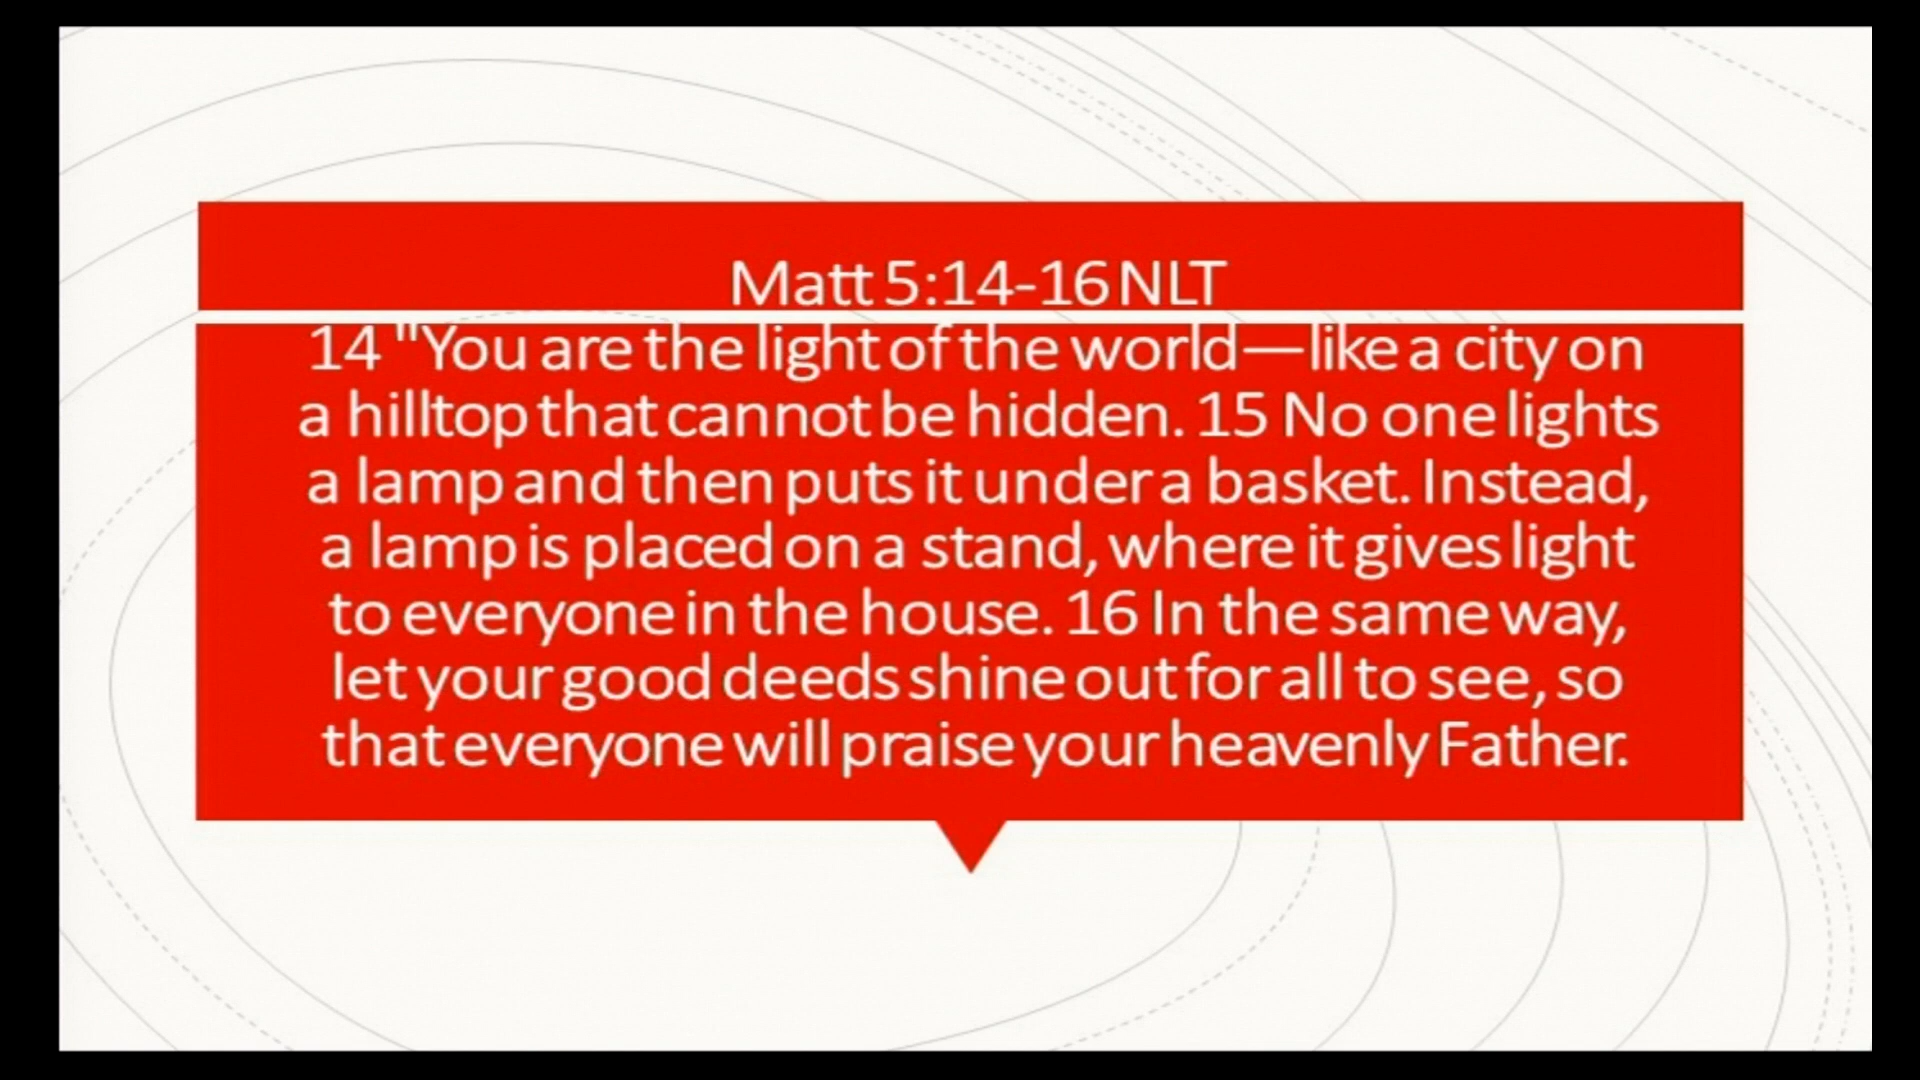 Matt 5:14-16 NLT
14 "You are the light of the world—like a city on
a hilltop that cannot be hidden. 15 No one lights
a lamp and then puts it under a basket. Instead,
a lamp is placed on a stand, where it gives light
to everyone in the house. 16 In the same way,
let your good deeds shine out for all to see, so
that everyone will praise your heavenly Father.